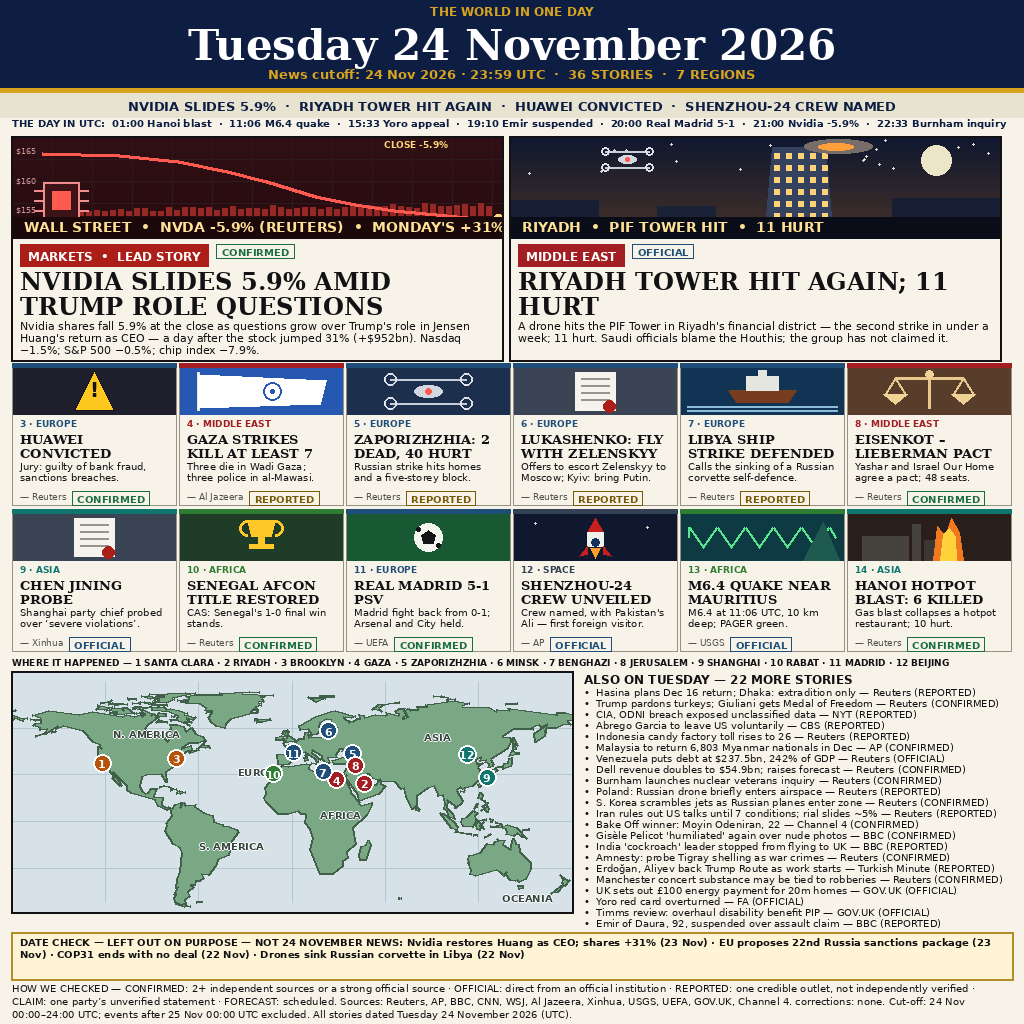 THE WORLD IN ONE DAY
Tuesday 24 November 2026
News cutoff: 24 Nov 2026 · 23:59 UTC · 36 STORIES · 7 REGIONS
NVIDIA SLIDES 5.9% · RIYADH TOWER HIT AGAIN · HUAWEI CONVICTED · SHENZHOU-24 CREW NAMED
THE DAY IN UTC: 01:00 Hanoi blast · 11:06 M6.4 quake · 15:33 Yoro appeal · 19:10 Emir suspended · 20:00 Real Madrid 5-1 · 21:00 Nvidia -5.9% · 22:33 Burnham inquiry
CLOSE -5.9%
$165
$160
$155
WALL STREET • NVDA -5.9% (REUTERS) • MONDAY'S +31%
MARKETS • LEAD STORY
CONFIRMED
NVIDIA SLIDES 5.9% AMID
TRUMP ROLE QUESTIONS
Nvidia shares fall 5.9% at the close as questions grow over Trump's role in Jensen
Huang's return as CEO — a day after the stock jumped 31% (+$952bn). Nasdaq
−1.5%; S&P 500 −0.5%; chip index −7.9%.
RIYADH • PIF TOWER HIT • 11 HURT
MIDDLE EAST
OFFICIAL
RIYADH TOWER HIT AGAIN; 11
HURT
A drone hits the PIF Tower in Riyadh's financial district — the second strike in under a
week; 11 hurt. Saudi officials blame the Houthis; the group has not claimed it.
3 · EUROPE
HUAWEI
CONVICTED
Jury: guilty of bank fraud,
sanctions breaches.
— Reuters CONFIRMED
4 · MIDDLE EAST
GAZA STRIKES
KILL AT LEAST 7
Three die in Wadi Gaza;
three police in al-Mawasi.
— Al Jazeera REPORTED
5 · EUROPE
ZAPORIZHZHIA: 2
DEAD, 40 HURT
Russian strike hits homes
and a five-storey block.
— Reuters REPORTED
6 · EUROPE
LUKASHENKO: FLY
WITH ZELENSKYY
Offers to escort Zelenskyy to
Moscow; Kyiv: bring Putin.
— Reuters REPORTED
7 · EUROPE
LIBYA SHIP
STRIKE DEFENDED
Calls the sinking of a Russian
corvette self-defence.
— Reuters REPORTED
8 · MIDDLE EAST
EISENKOT –
LIEBERMAN PACT
Yashar and Israel Our Home
agree a pact; 48 seats.
— Reuters CONFIRMED
9 · ASIA
CHEN JINING
PROBE
Shanghai party chief probed
over ‘severe violations’.
— Xinhua OFFICIAL
10 · AFRICA
SENEGAL AFCON
TITLE RESTORED
CAS: Senegal's 1-0 final win
stands.
— Reuters CONFIRMED
11 · EUROPE
REAL MADRID 5-1
PSV
Madrid fight back from 0-1;
Arsenal and City held.
— UEFA CONFIRMED
12 · SPACE
SHENZHOU-24
CREW UNVEILED
Crew named, with Pakistan's
Ali — first foreign visitor.
— AP OFFICIAL
13 · AFRICA
M6.4 QUAKE NEAR
MAURITIUS
M6.4 at 11:06 UTC, 10 km
deep; PAGER green.
— USGS OFFICIAL
14 · ASIA
HANOI HOTPOT
BLAST: 6 KILLED
Gas blast collapses a hotpot
restaurant; 10 hurt.
— Reuters CONFIRMED
WHERE IT HAPPENED — 1 SANTA CLARA · 2 RIYADH · 3 BROOKLYN · 4 GAZA · 5 ZAPORIZHZHIA · 6 MINSK · 7 BENGHAZI · 8 JERUSALEM · 9 SHANGHAI · 10 RABAT · 11 MADRID · 12 BEIJING
N. AMERICA
ASIA
EURO
AFRICA
S. AMERICA
OCEANIA
1
3
6
11
5
12
10
7
8
4
2
9
ALSO ON TUESDAY — 22 MORE STORIES
• Hasina plans Dec 16 return; Dhaka: extradition only — Reuters (REPORTED)
• Trump pardons turkeys; Giuliani gets Medal of Freedom — Reuters (CONFIRMED)
• CIA, ODNI breach exposed unclassified data — NYT (REPORTED)
• Abrego Garcia to leave US voluntarily — CBS (REPORTED)
• Indonesia candy factory toll rises to 26 — Reuters (REPORTED)
• Malaysia to return 6,803 Myanmar nationals in Dec — AP (CONFIRMED)
• Venezuela puts debt at $237.5bn, 242% of GDP — Reuters (OFFICIAL)
• Dell revenue doubles to $54.9bn; raises forecast — Reuters (CONFIRMED)
• Burnham launches nuclear veterans inquiry — Reuters (CONFIRMED)
• Poland: Russian drone briefly enters airspace — Reuters (REPORTED)
• S. Korea scrambles jets as Russian planes enter zone — Reuters (CONFIRMED)
• Iran rules out US talks until 7 conditions; rial slides ~5% — Reuters (REPORTED)
• Bake Off winner: Moyin Odeniran, 22 — Channel 4 (CONFIRMED)
• Gisèle Pelicot 'humiliated' again over nude photos — BBC (CONFIRMED)
• India 'cockroach' leader stopped from flying to UK — BBC (REPORTED)
• Amnesty: probe Tigray shelling as war crimes — Reuters (CONFIRMED)
• Erdoğan, Aliyev back Trump Route as work starts — Turkish Minute (REPORTED)
• Manchester concert substance may be tied to robberies — Reuters (CONFIRMED)
• UK sets out £100 energy payment for 20m homes — GOV.UK (OFFICIAL)
• Yoro red card overturned — FA (OFFICIAL)
• Timms review: overhaul disability benefit PIP — GOV.UK (OFFICIAL)
• Emir of Daura, 92, suspended over assault claim — BBC (REPORTED)
DATE CHECK — LEFT OUT ON PURPOSE — NOT 24 NOVEMBER NEWS: Nvidia restores Huang as CEO; shares +31% (23 Nov) · EU proposes 22nd Russia sanctions package (23
Nov) · COP31 ends with no deal (22 Nov) · Drones sink Russian corvette in Libya (22 Nov)
HOW WE CHECKED — CONFIRMED: 2+ independent sources or a strong official source · OFFICIAL: direct from an official institution · REPORTED: one credible outlet, not independently verified ·
CLAIM: one party's unverified statement · FORECAST: scheduled. Sources: Reuters, AP, BBC, CNN, WSJ, Al Jazeera, Xinhua, USGS, UEFA, GOV.UK, Channel 4. corrections: none. Cut-off: 24 Nov
00:00–24:00 UTC; events after 25 Nov 00:00 UTC excluded. All stories dated Tuesday 24 November 2026 (UTC).